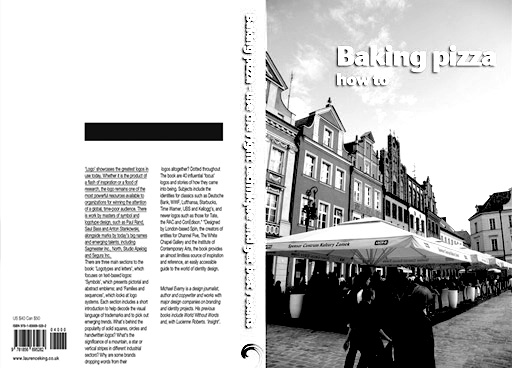 "Logo" showcases the greatest logos in
use today. Whether it is the product of
a flash of inspiration or a flood of
research, the logo remains one of the
most powerful resources available to
organizations for winning the attention
of a global, time-poor audience. There
is work by masters of symbol and
logotype design, such as Paul Rand,
Saul Bass and Anton Stankowski,
alongside marks by today's big names
and emerging talents, including
Sagmeister Inc., North, Studio Apeloig
and Segura Inc.
There are three main sections to the
book: 'Logotypes and letters', which
focuses on text-based logos;
'Symbols', which presents pictorial and
abstract emblems; and 'Families and
sequences', which looks at logo
systems. Each section includes a short
introduction to help decode the visual
language of trademarks and to pick out
emerging trends. What's behind the
popularity of solid squares, circles and
handwritten logos? What is the
significance of a mountain, a star or
vertical stripes in different industrial
sectors? Why are some brands
dropping words from their
logos altogether? Dotted throughout
The book are 40 influential 'focus'
logos and stories of how they came
into being. Subjects include the
identities for classics such as Deutsche
Bank, WWF, Lufthansa, Starbucks,
Time Warner, UBS and Kellogg's, and
newer logos such as those for Tate,
the RAC and ConEdison." "Designed
by London-based Spin, the creators of
entities for Channel Five, The White
Chapel Gallery and the Institute of
Contemporary Arts, the book provides
an almost limitless source of inspiration
and reference, an easily accessible
guide to the world of identity design.
Michael Evamy is a design journalist,
author and copywriter and works with
major design companies on branding
and identity projects. His previous
books include World Without Words
and, with Lucienne Roberts, 'Insight'.
US $40 Can $50
www.laurenceking.co.uk
Baking pizza
Baking pizza
how to
Spencer Centrum Kultury Zamek